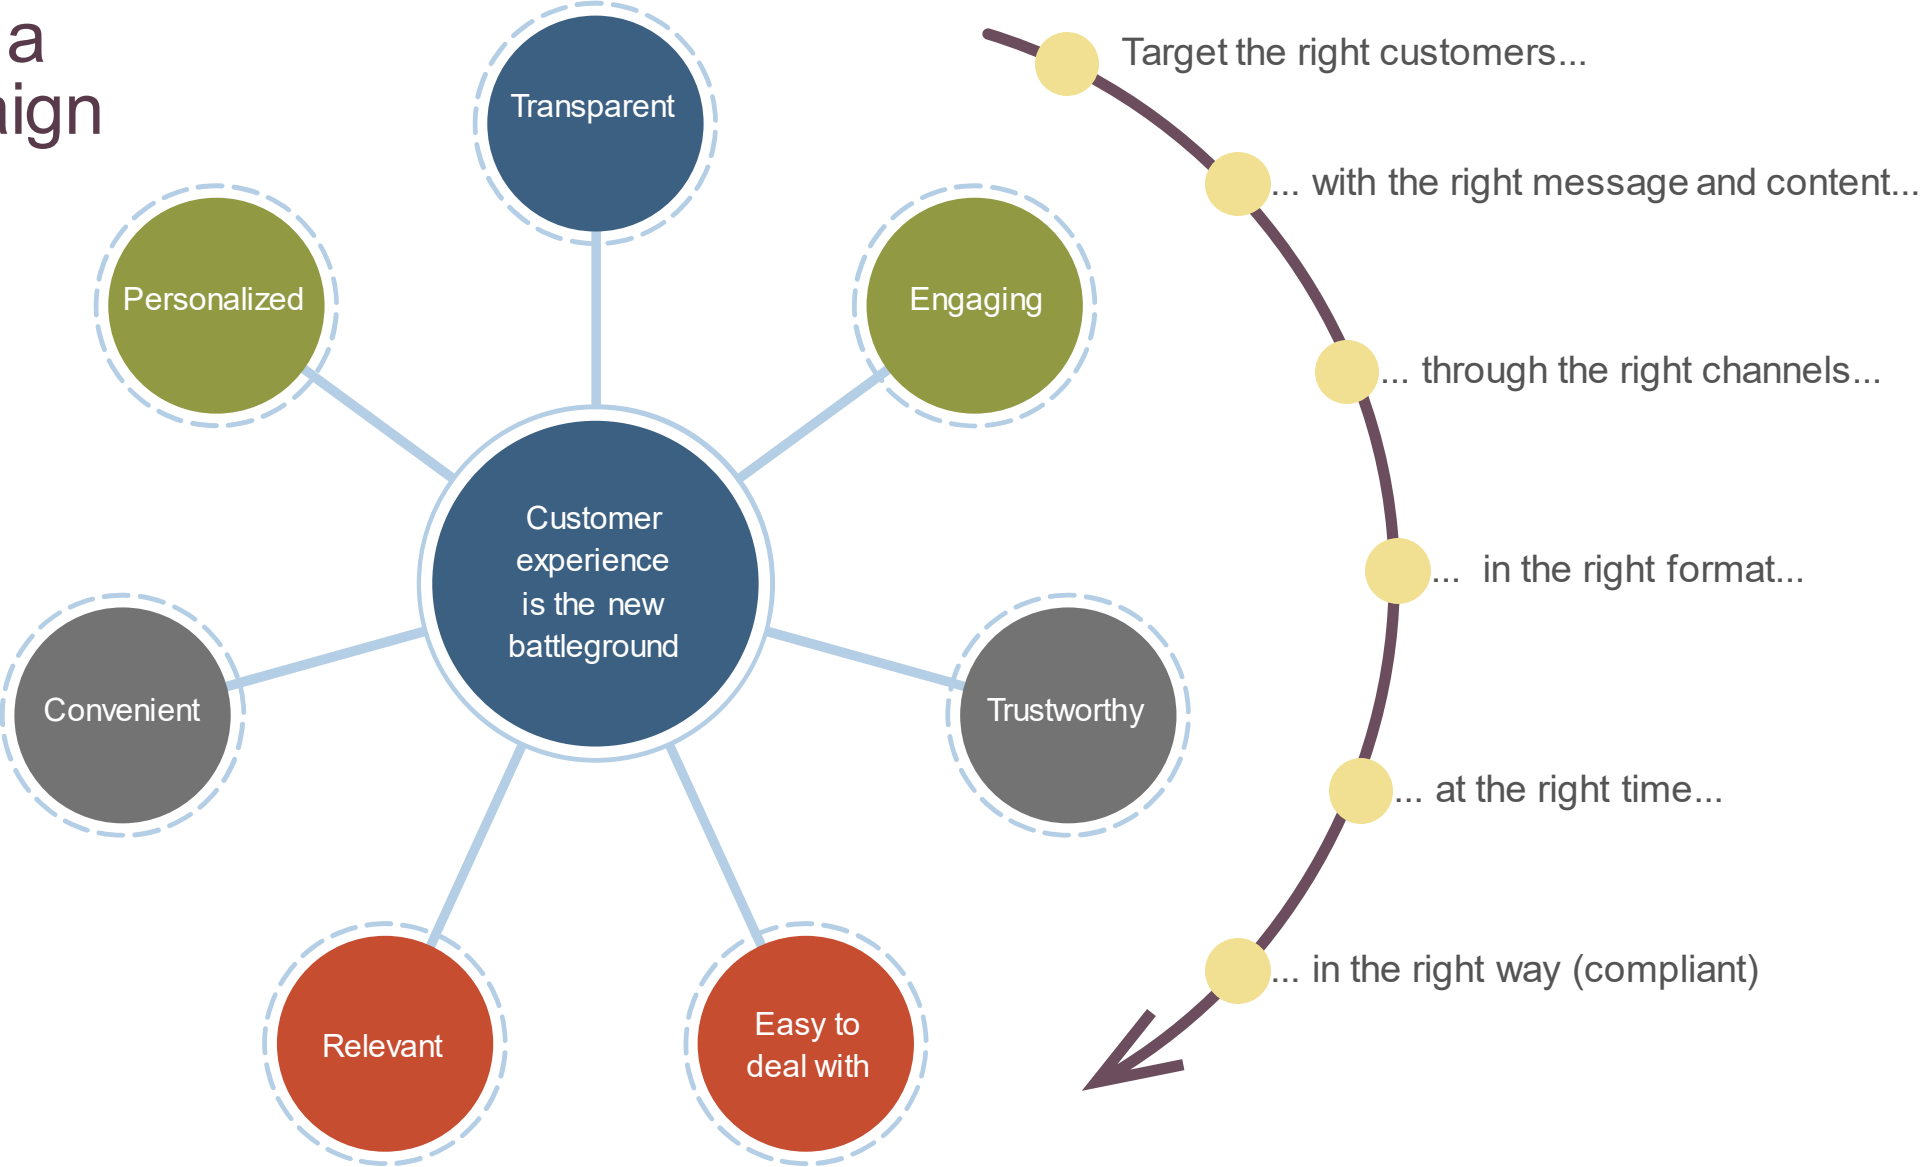 a
aign
Transparent
Personalized
Engaging
Customer
experience
is the new
battleground
Convenient
Trustworthy
Relevant
Easy to
deal with
Target the right customers...
... with the right message and content...
... through the right channels...
... in the right format...
... at the right time...
... in the right way (compliant)